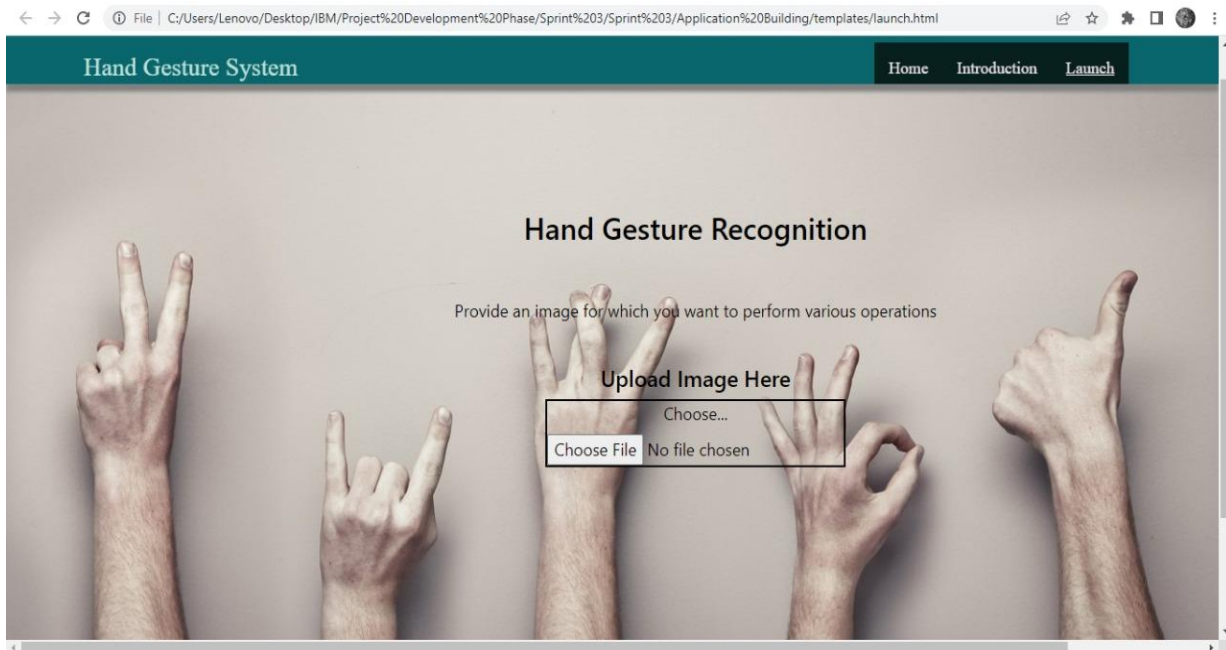 File | C:/Users/Lenovo/Desktop/IBM/Project%20Development%20Phase/Sprint%203/Sprint%203/Application%20Building/templates/launch.html
Hand Gesture System Home Introduction Launch
Hand Gesture Recognition
Provide an image for which you want to perform various operations
Upload Image Here
Choose...
Choose File No file chosen